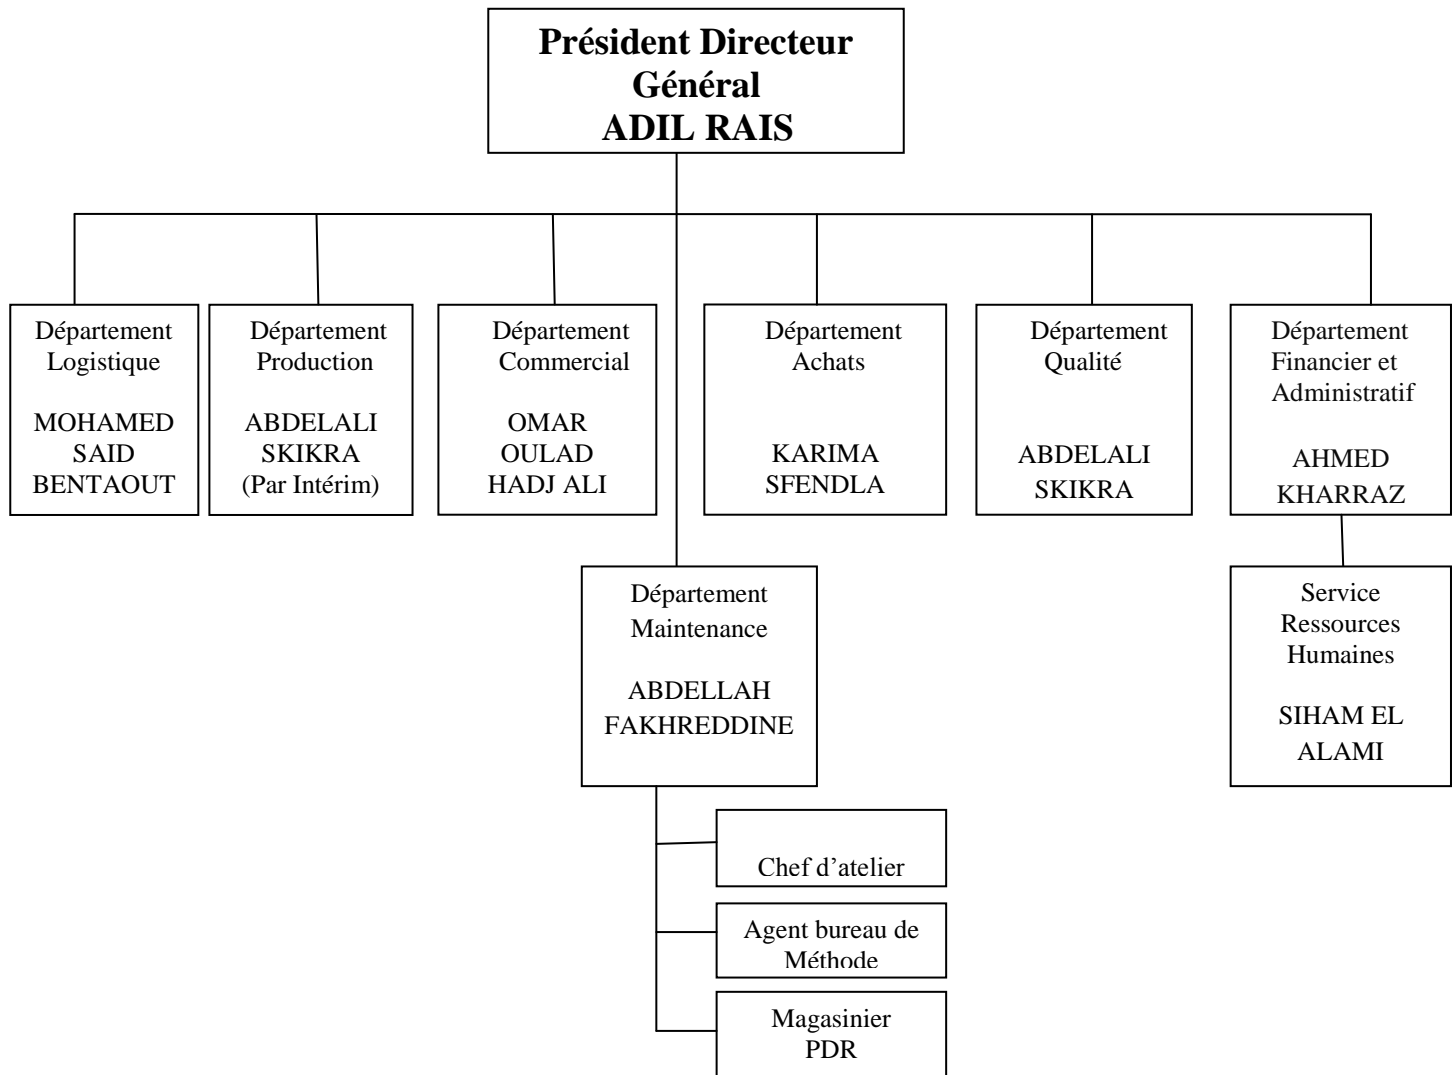 Président Directeur
Général
ADIL RAIS
Département
Logistique
MOHAMED
SAID
BENTAOUT
Département
Production
ABDELALI
SKIKRA
(Par Intérim)
Département
Commercial
OMAR
OULAD
HADJ ALI
Département
Achats
KARIMA
SFENDLA
Département
Qualité
ABDELALI
SKIKRA
Département
Financier et
Administratif
AHMED
KHARRAZ
Département
Maintenance
ABDELLAH
FAKHREDDINE
Service
Ressources
Humaines
SIHAM EL
ALAMI
Chef d’atelier
Agent bureau de
Méthode
Magasinier
PDR